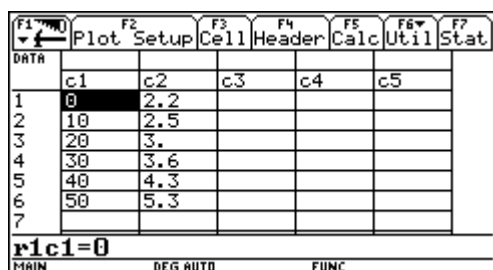 F1 F2 F3 F4 F5 F6▼ F7
Plot Setup Cell Header Calc Util Stat
DATA
c1 c2 c3 c4 c5
1 0 2.2
2 10 2.5
3 20 3.
4 30 3.6
5 40 4.3
6 50 5.3
7
r1c1=0
MAIN DEG AUTO FUNC